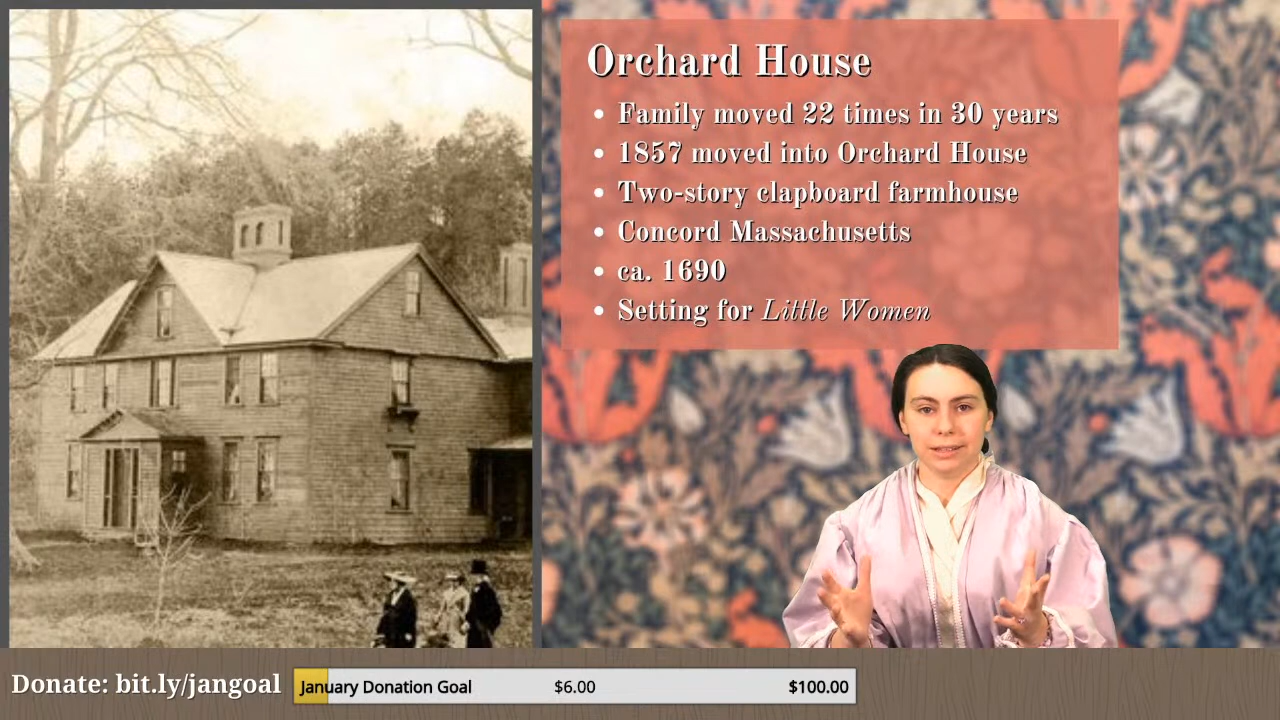 Orchard House
• Family moved 22 times in 30 years
• 1857 moved into Orchard House
• Two-story clapboard farmhouse
• Concord Massachusetts
• ca. 1690
• Setting for Little Women
Donate: bit.ly/jangoal
January Donation Goal $6.00 $100.00